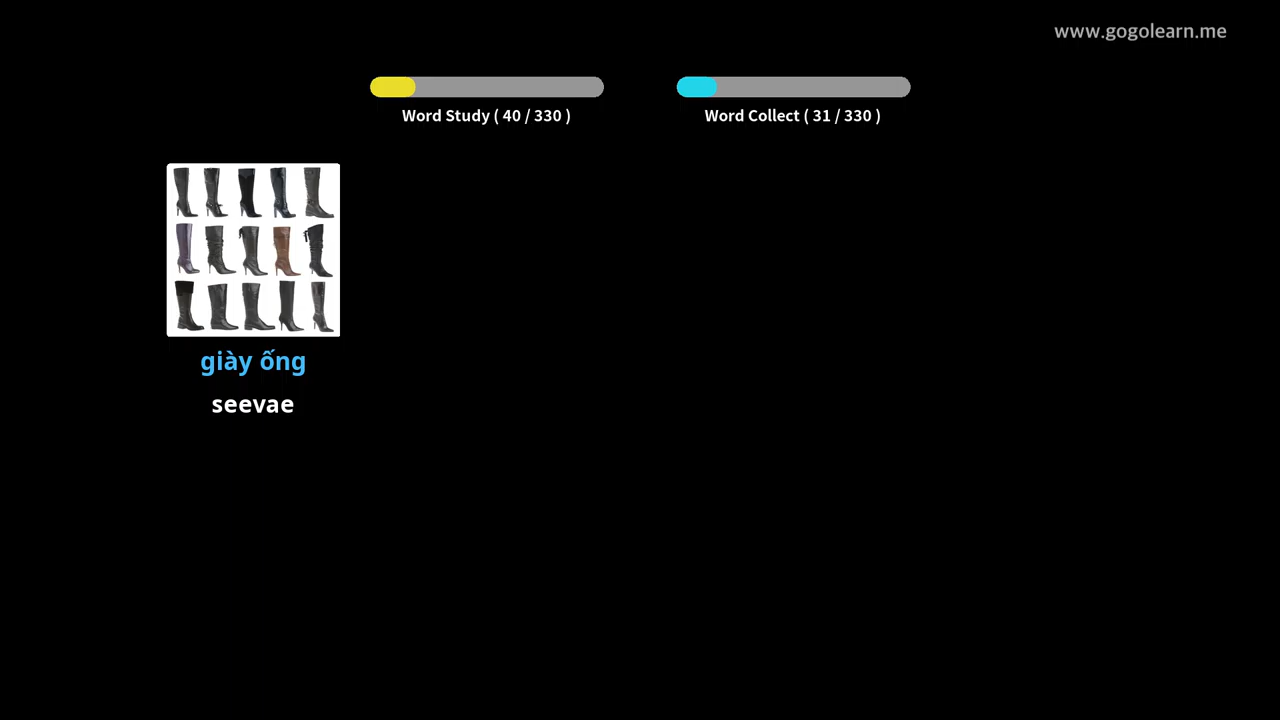 www.gogolearn.me
Word Study ( 40 / 330 )
Word Collect ( 31 / 330 )
giày ống
seevae